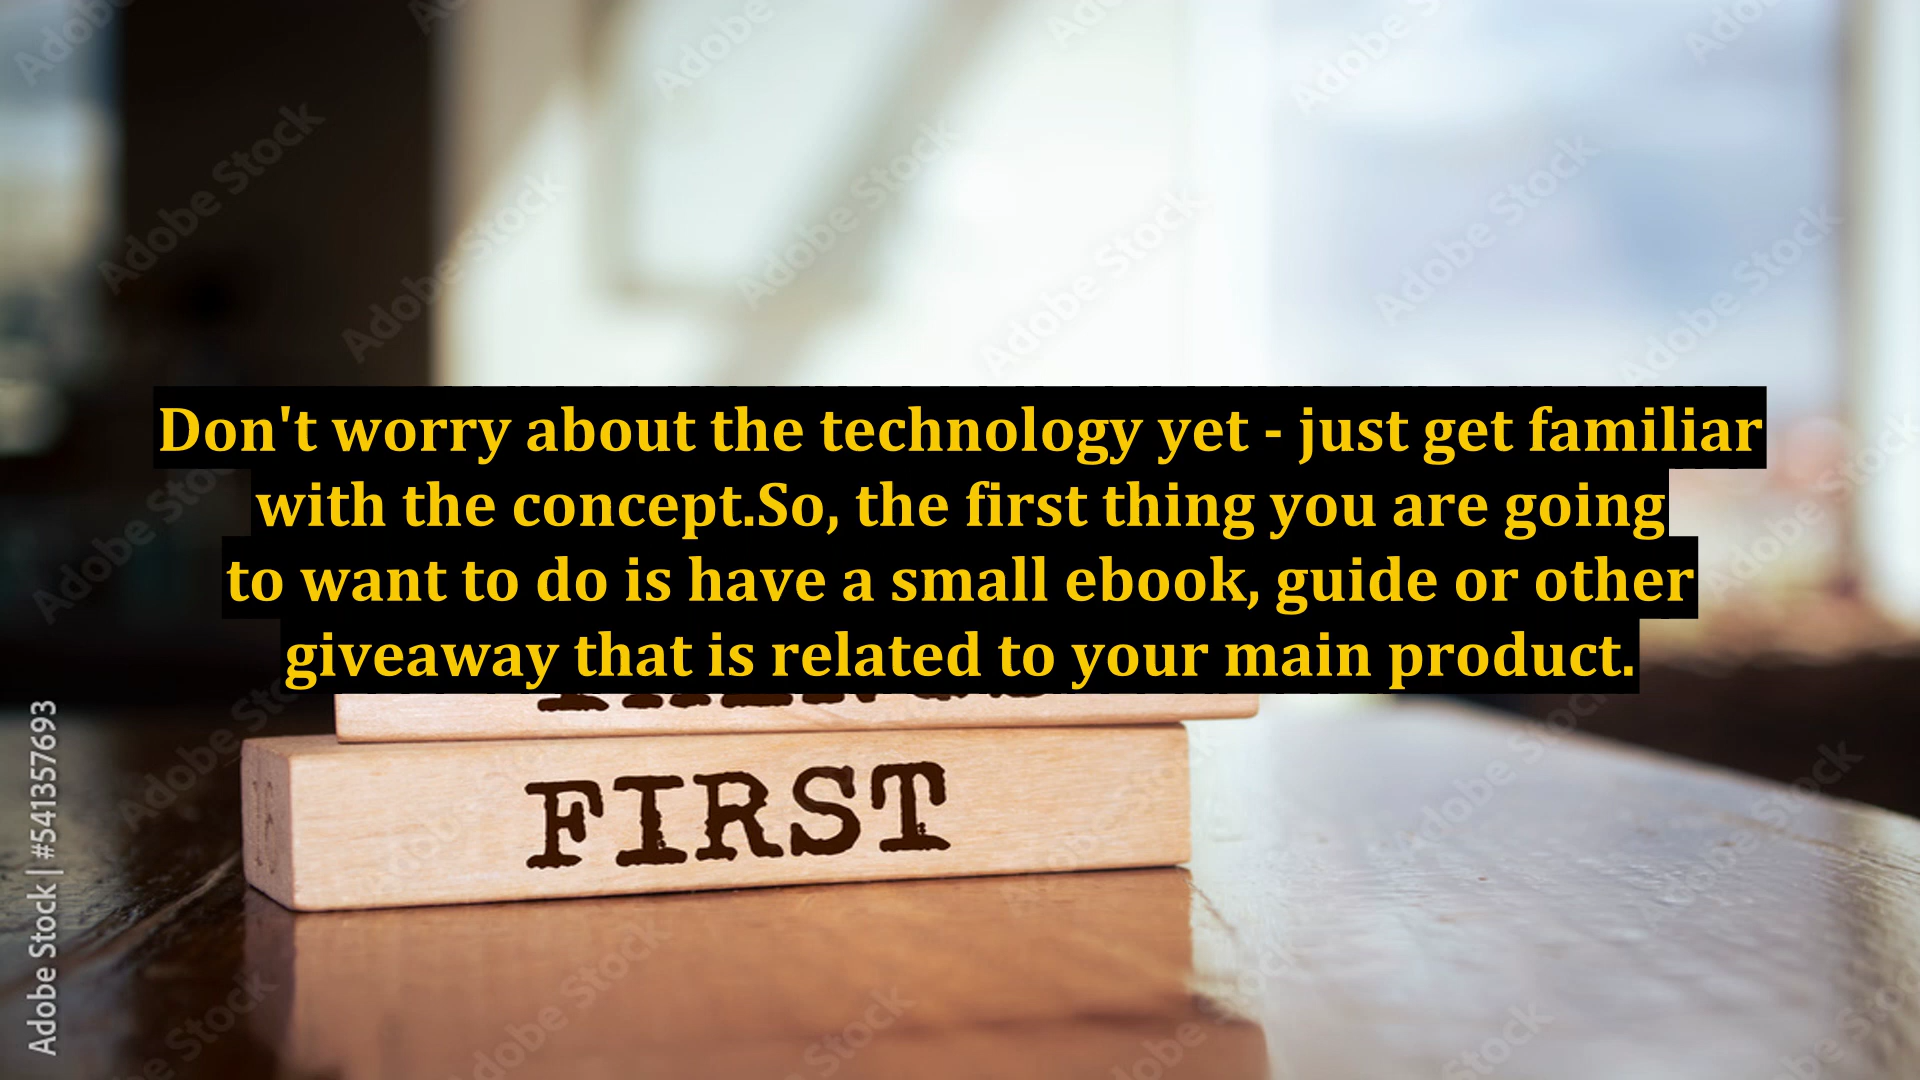 Don't worry about the technology yet - just get familiar
with the concept.So, the first thing you are going
to want to do is have a small ebook, guide or other
giveaway that is related to your main product.
FIRST
Adobe Stock | #541357693